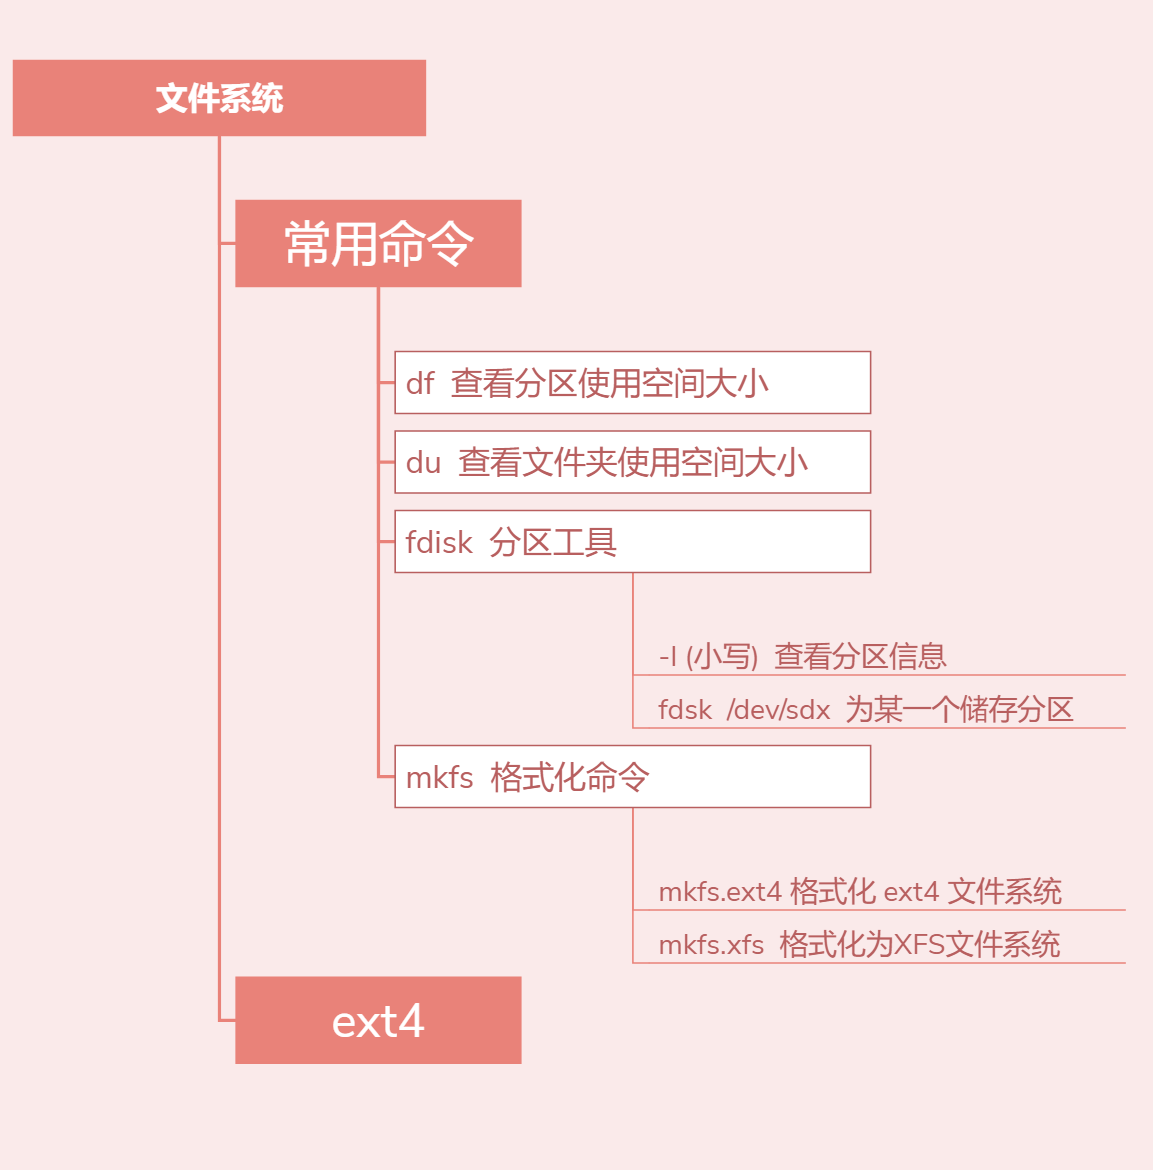 文件系统
常用命令
df 查看分区使用空间大小
du 查看文件夹使用空间大小
fdisk 分区工具
-l (小写) 查看分区信息
fdsk /dev/sdx 为某一个储存分区
mkfs 格式化命令
mkfs.ext4 格式化 ext4 文件系统
mkfs.xfs 格式化为XFS文件系统
ext4